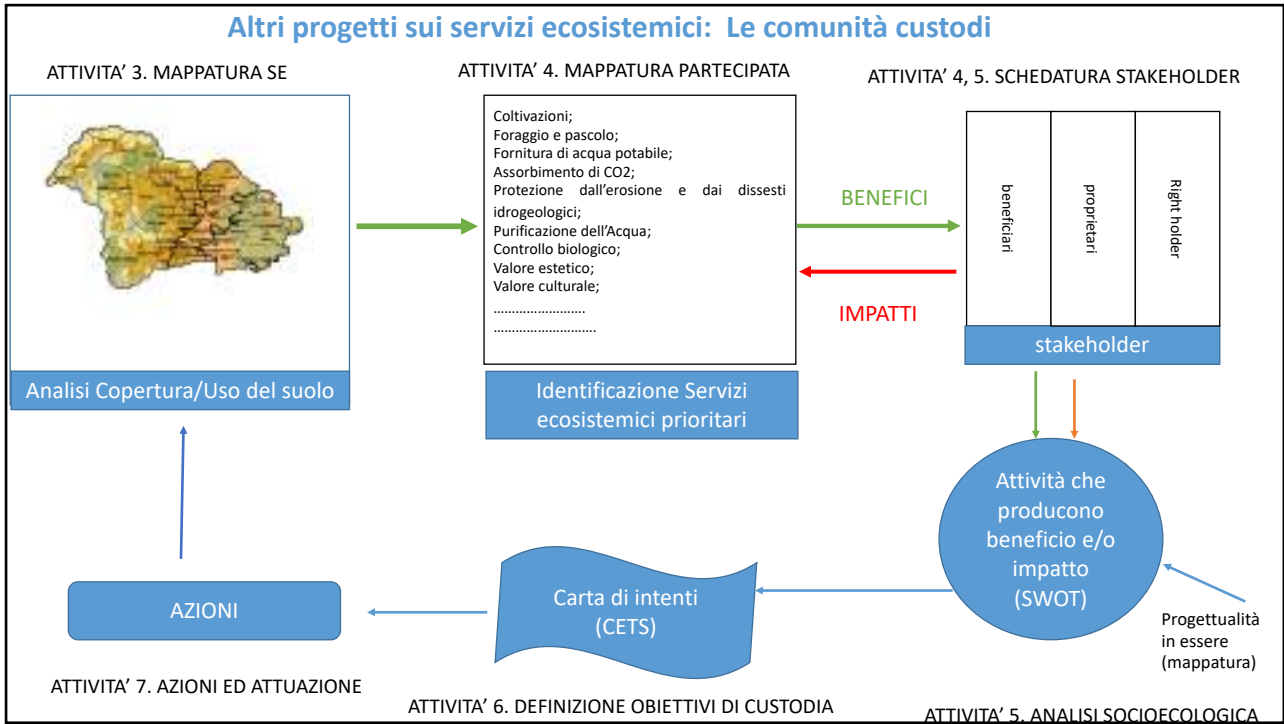 Altri progetti sui servizi ecosistemici:  Le comunità custodi
ATTIVITA’ 3. MAPPATURA SE
ATTIVITA’ 4. MAPPATURA PARTECIPATA
ATTIVITA’ 4, 5. SCHEDATURA STAKEHOLDER
Analisi Copertura/Uso del suolo
Coltivazioni;
Foraggio e pascolo;
Fornitura di acqua potabile;
Assorbimento di CO2;
Protezione dall’erosione e dai dissesti
idrogeologici;
Purificazione dell’Acqua;
Controllo biologico;
Valore estetico;
Valore culturale;
…………………….
……………………….
Identificazione Servizi
ecosistemici prioritari
BENEFICI
IMPATTI
beneficiari
proprietari
Right holder
stakeholder
Attività che
producono
beneficio e/o
impatto
(SWOT)
Progettualità
in essere
(mappatura)
ATTIVITA’ 5. ANALISI SOCIOECOLOGICA
Carta di intenti
(CETS)
ATTIVITA’ 6. DEFINIZIONE OBIETTIVI DI CUSTODIA
AZIONI
ATTIVITA’ 7. AZIONI ED ATTUAZIONE